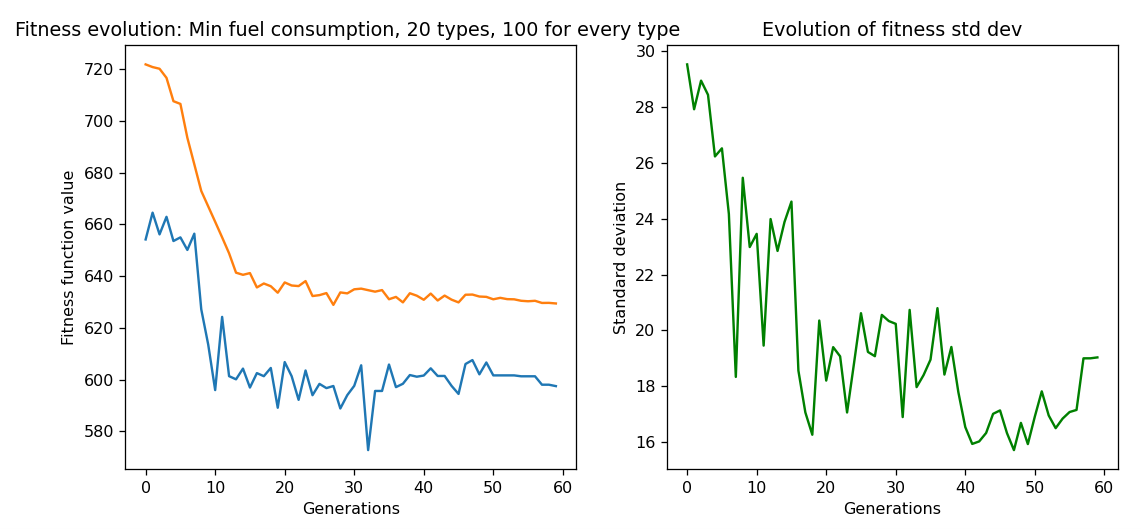 Fitness evolution: Min fuel consumption, 20 types, 100 for every type
Fitness function value
720
700
680
660
640
620
600
580
0 10 20 30 40 50 60
Generations
Evolution of fitness std dev
Standard deviation
30
28
26
24
22
20
18
16
0 10 20 30 40 50 60
Generations